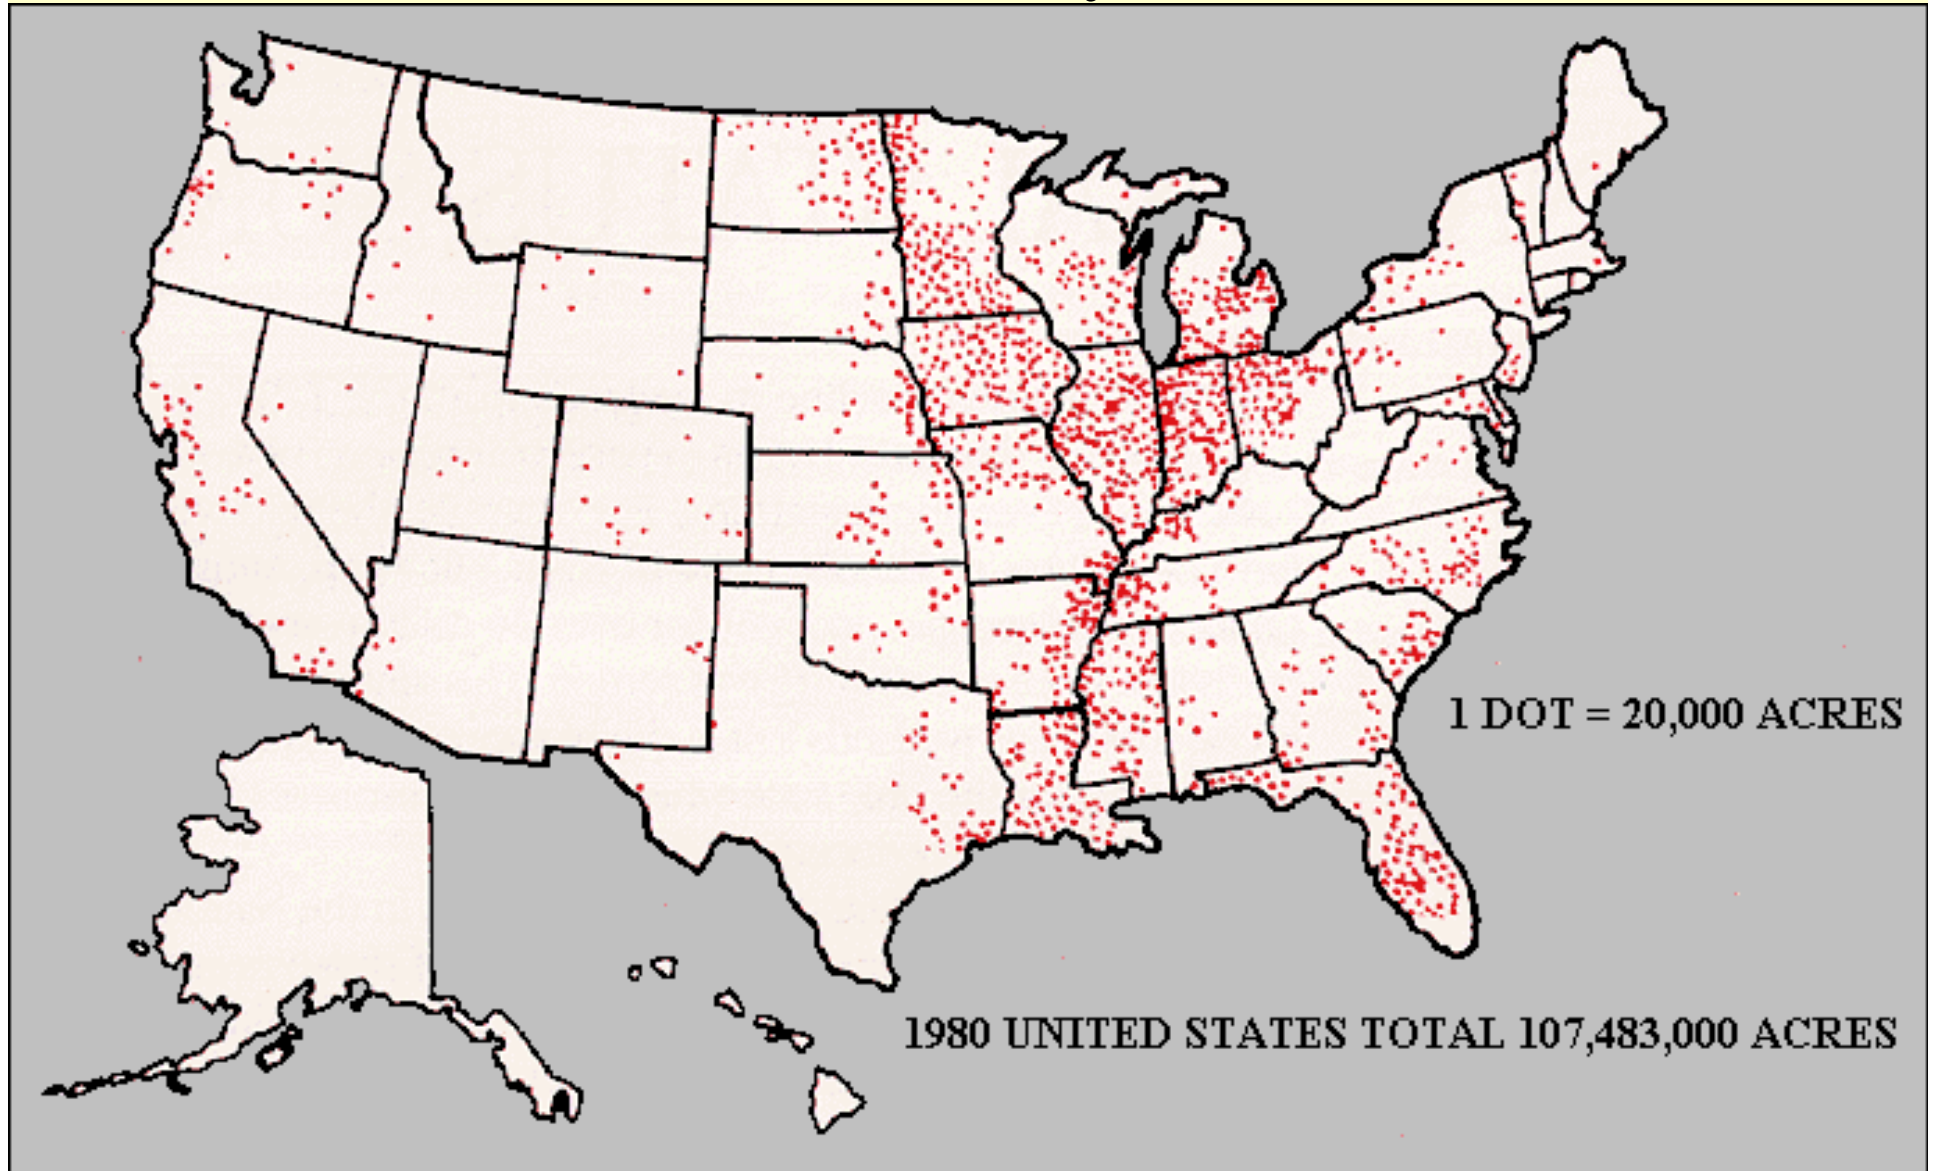 1 DOT = 20,000 ACRES
1980 UNITED STATES TOTAL 107,483,000 ACRES